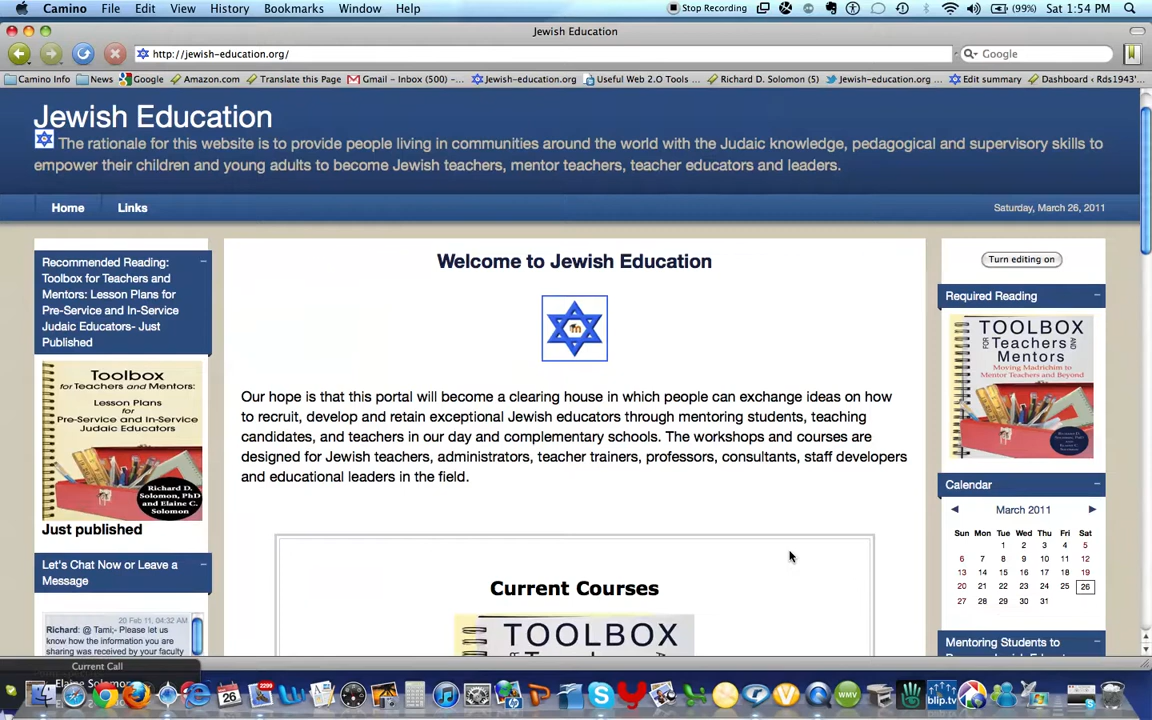 Camino File Edit View History Bookmarks Window Help Stop Recording (99%) Sat 1:54 PM
Jewish Education
http://jewish-education.org/ Google
Camino Info News Google Amazon.com Translate this Page Gmail - Inbox (500) -... Jewish-education.org Useful Web 2.O Tools ... Richard D. Solomon (5) Jewish-education.org ... Edit summary Dashboard ‹ Rds1943'...
Jewish Education
The rationale for this website is to provide people living in communities around the world with the Judaic knowledge, pedagogical and supervisory skills to
empower their children and young adults to become Jewish teachers, mentor teachers, teacher educators and leaders.
Home Links Saturday, March 26, 2011
Recommended Reading:
Toolbox for Teachers and
Mentors: Lesson Plans for
Pre-Service and In-Service
Judaic Educators- Just
Published
Toolbox
for Teachers and Mentors:
Lesson Plans
for
Pre-Service and In-Service
Judaic Educators
Richard D.
Solomon, PhD
and Elaine C.
Solomon
Just published
Let's Chat Now or Leave a
Message
20 Feb 11, 04:32 AM
Richard: @ Tami;- Please let us
know how the information you are
sharing was received by your faculty
Current Call
Welcome to Jewish Education
m
Our hope is that this portal will become a clearing house in which people can exchange ideas on how
to recruit, develop and retain exceptional Jewish educators through mentoring students, teaching
candidates, and teachers in our day and complementary schools. The workshops and courses are
designed for Jewish teachers, administrators, teacher trainers, professors, consultants, staff developers
and educational leaders in the field.
Current Courses
TOOLBOX
Turn editing on
Required Reading
TOOLBOX
FOR Teachers AND
Mentors
Moving Madrichim to
Mentor Teachers and Beyond
Calendar
March 2011
Sun Mon Tue Wed Thu Fri Sat
1 2 3 4 5
6 7 8 9 10 11 12
13 14 15 16 17 18 19
20 21 22 23 24 25 26
27 28 29 30 31
Mentoring Students to
26
2299
WMV
blip.tv